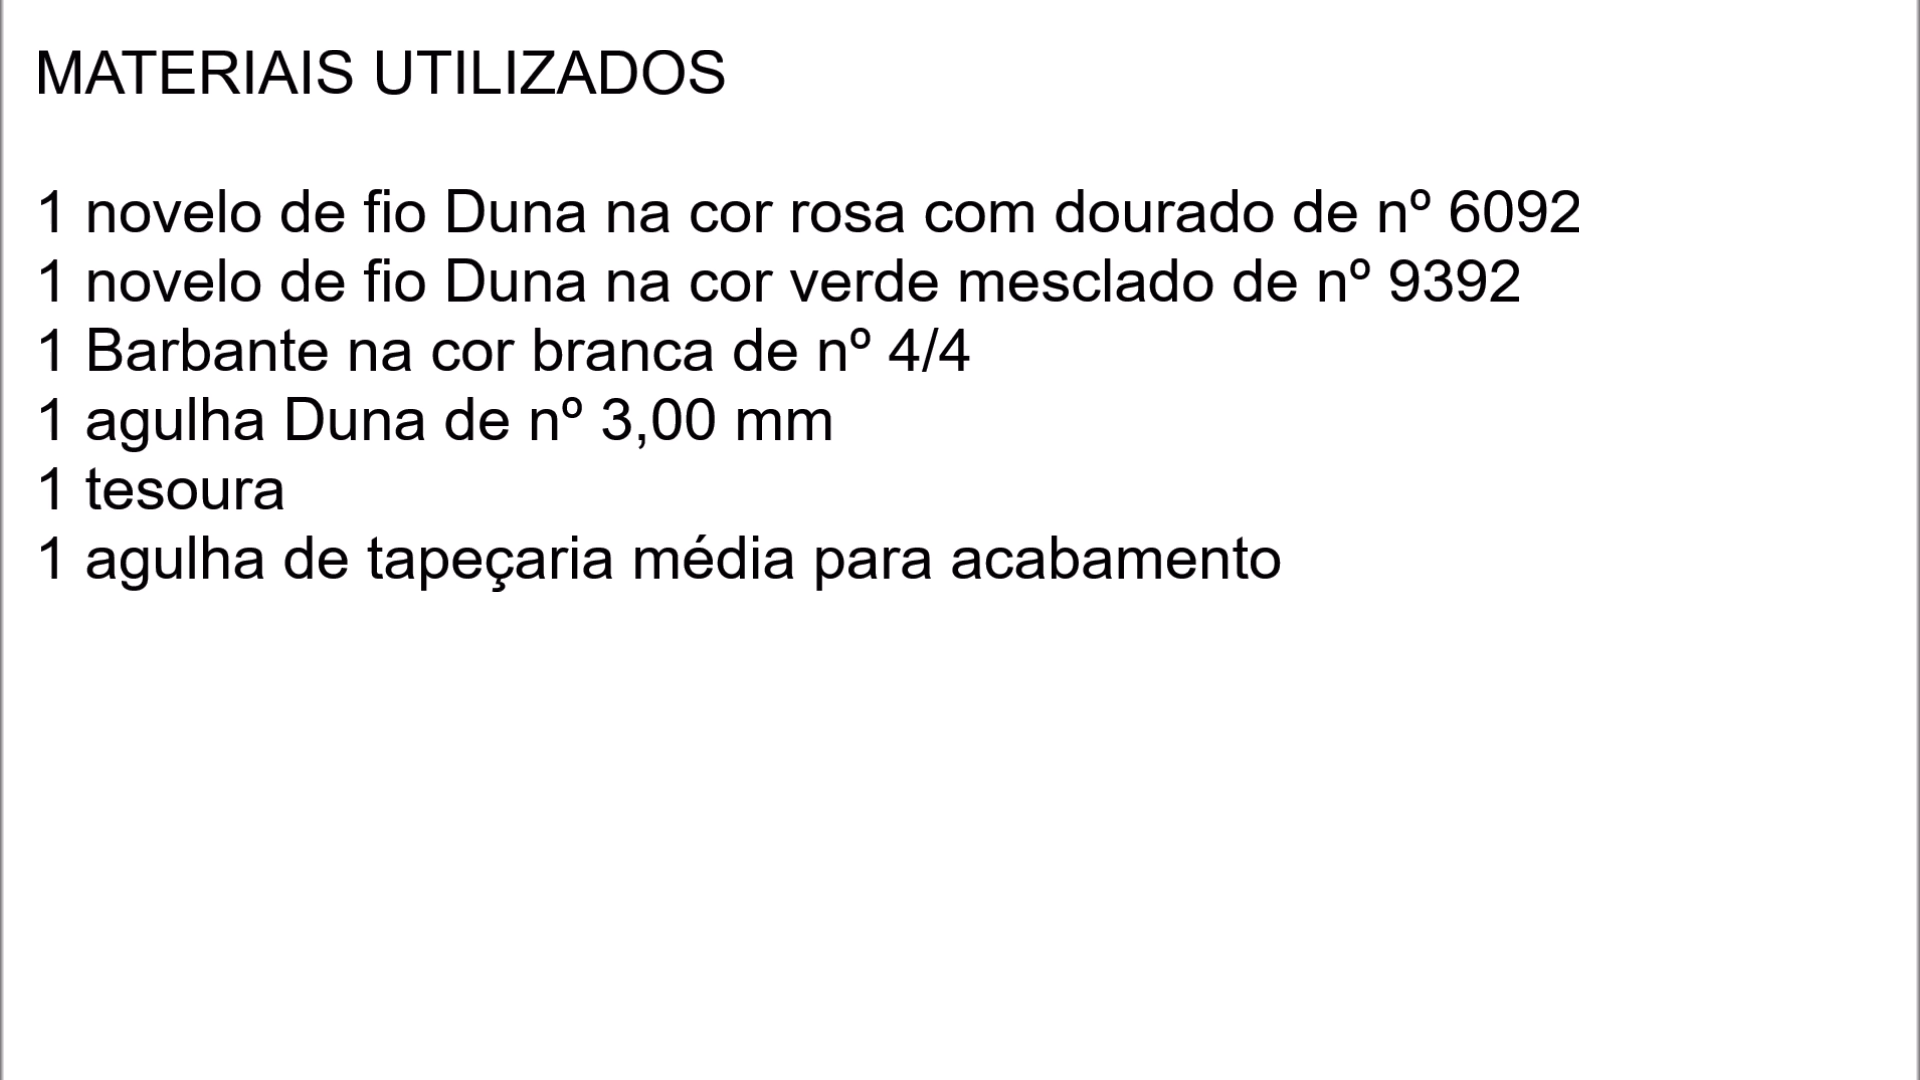 MATERIAIS UTILIZADOS
1 novelo de fio Duna na cor rosa com dourado de nº 6092
1 novelo de fio Duna na cor verde mesclado de nº 9392
1 Barbante na cor branca de nº 4/4
1 agulha Duna de nº 3,00 mm
1 tesoura
1 agulha de tapeçaria média para acabamento